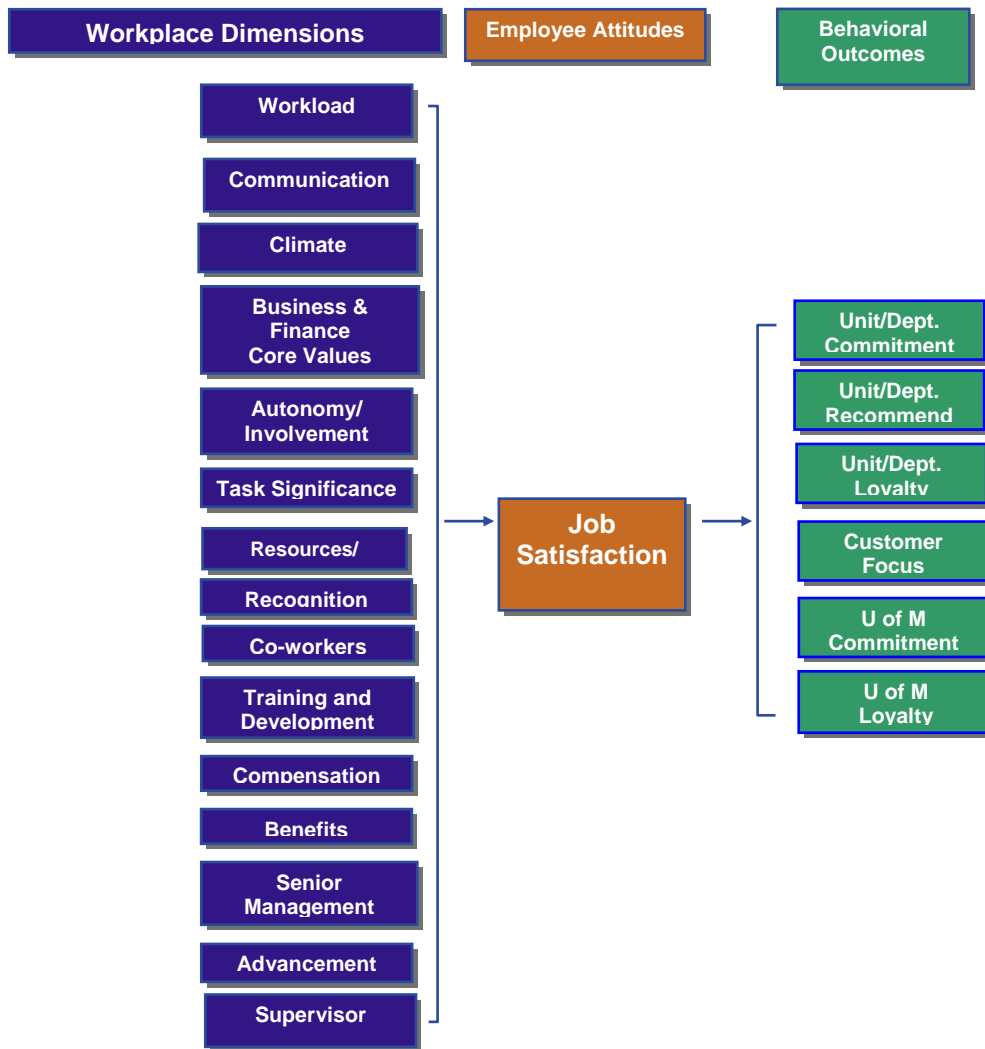 Workplace Dimensions
Employee Attitudes
Behavioral
Outcomes
Workload
Communication
Climate
Business &
Finance
Core Values
Autonomy/
Involvement
Task Significance
Resources/
Recognition
Co-workers
Training and
Development
Compensation
Benefits
Senior
Management
Advancement
Supervisor
Job
Satisfaction
Unit/Dept.
Commitment
Unit/Dept.
Recommend
Unit/Dept.
Loyalty
Customer
Focus
U of M
Commitment
U of M
Loyalty